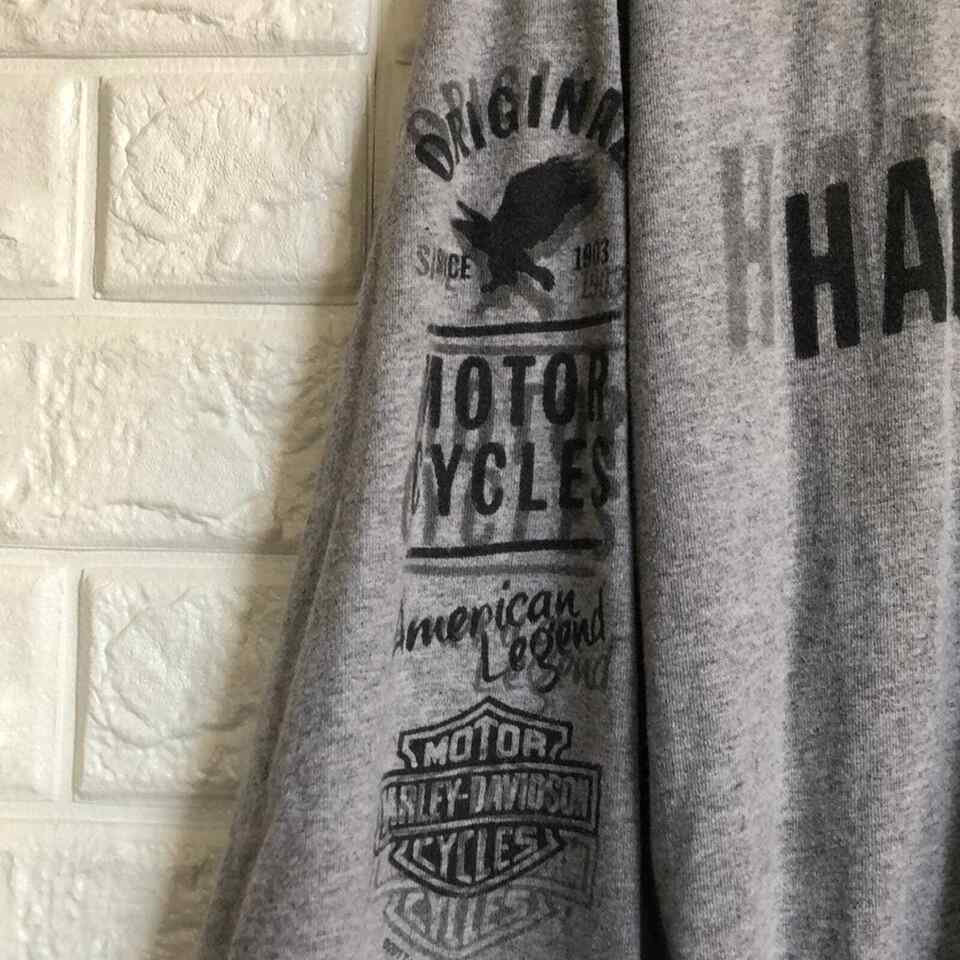 ORIGINAL
SINCE 1903
MOTOR
CYCLES
American
Legend
MOTOR
HARLEY-DAVIDSON
CYCLES
HA